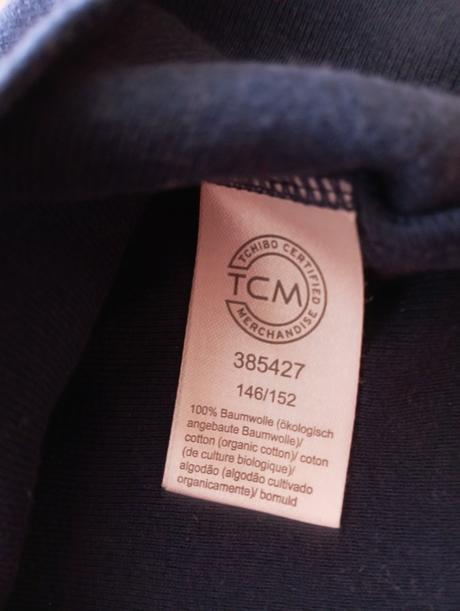 TCHIBO CERTIFIED
TCM
MERCHANDISE
385427
146/152
100% Baumwolle (ökologisch
angebaute Baumwolle)/
cotton (organic cotton)/ coton
(de culture biologique)/
algodão (algodão cultivado
organicamente)/ bomuld